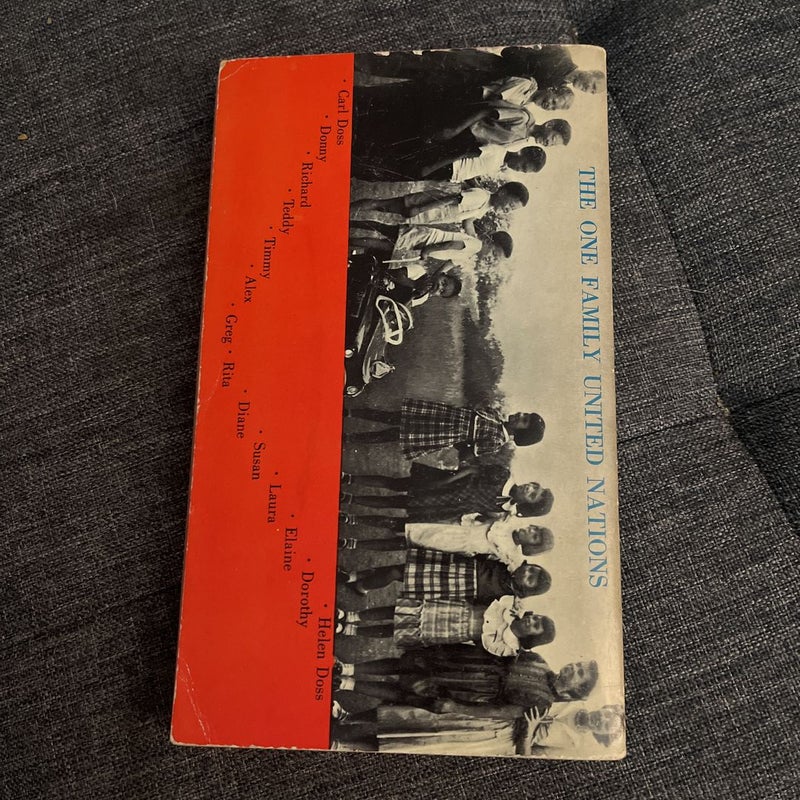 THE ONE FAMILY UNITED NATIONS
· Carl Doss
· Donny
· Richard
· Teddy
· Timmy
· Alex
· Greg
· Rita
· Diane
· Susan
· Laura
· Elaine
· Dorothy
· Helen Doss